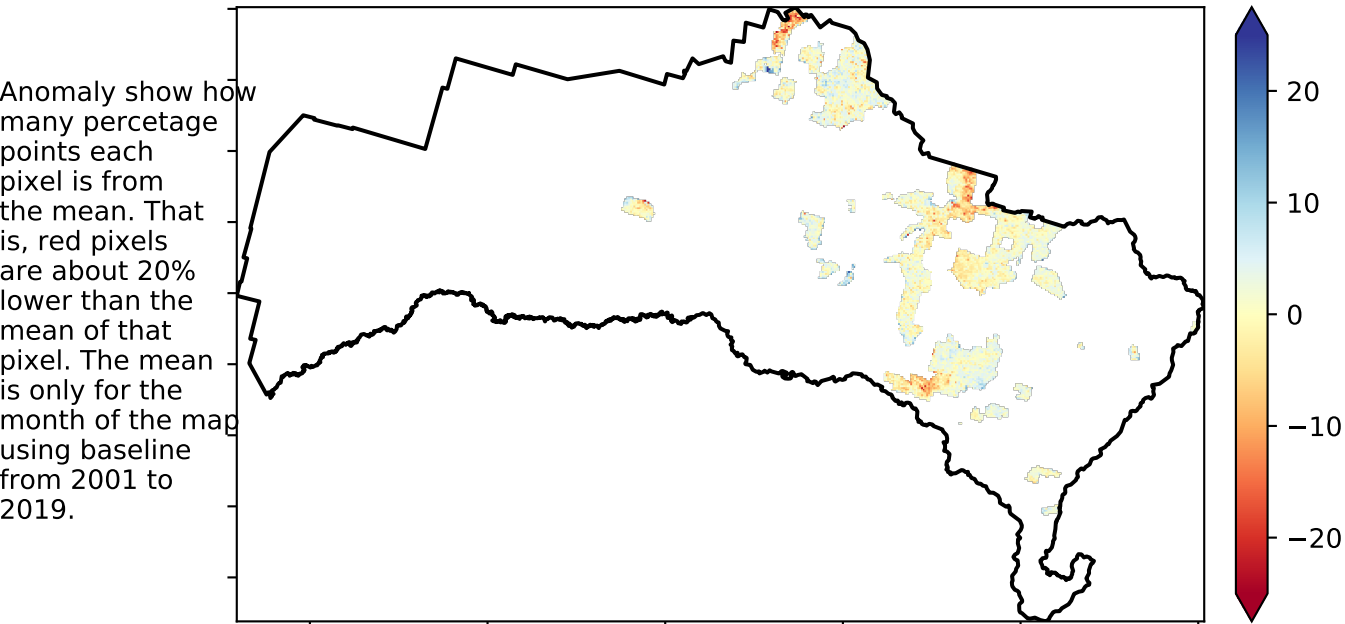 Anomaly show how
many percetage
points each
pixel is from
the mean. That
is, red pixels
are about 20%
lower than the
mean of that
pixel. The mean
is only for the
month of the map
using baseline
from 2001 to
2019.
20
10
0
−10
−20